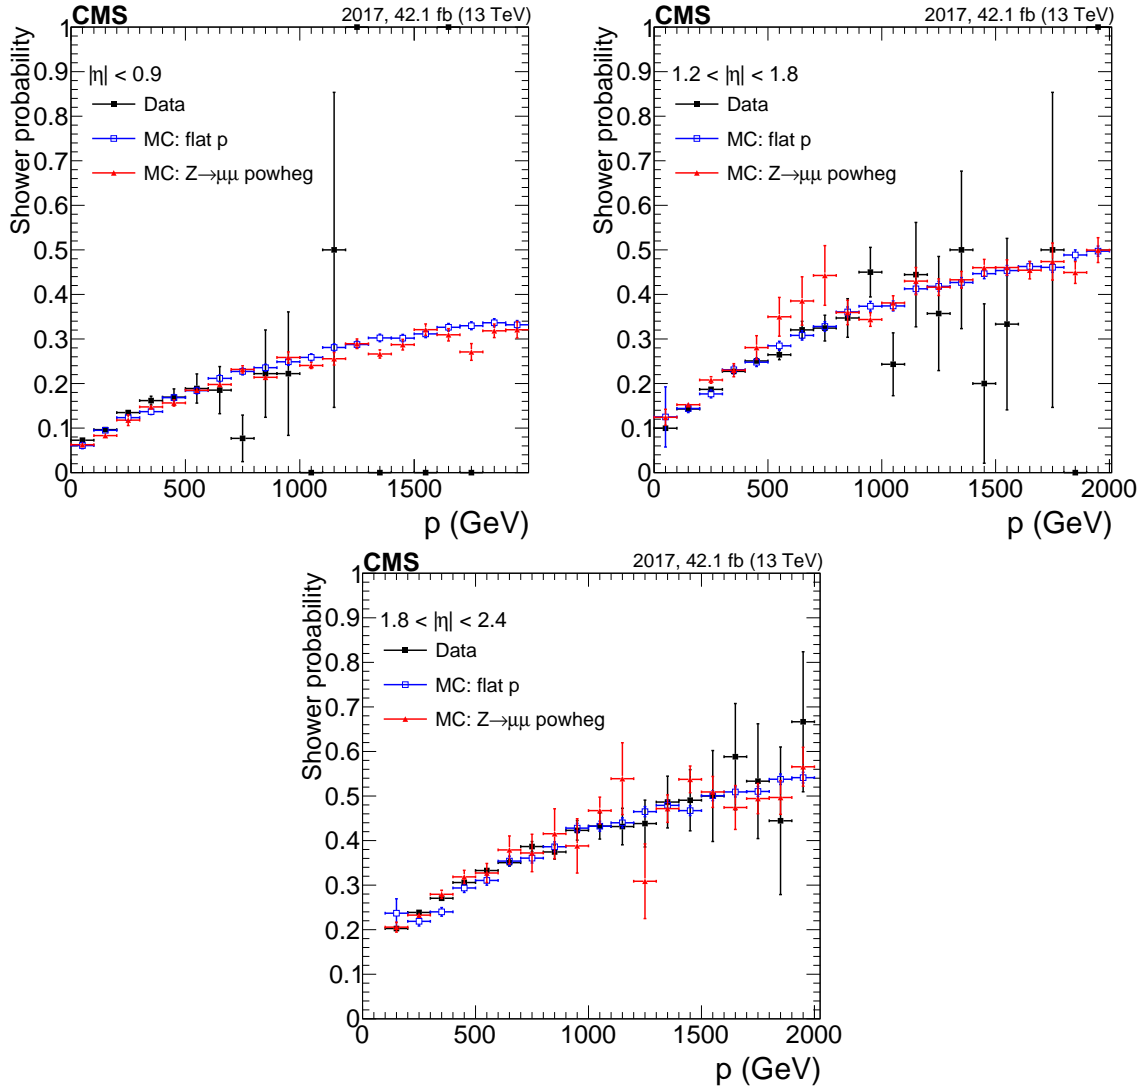 CMS 2017, 42.1 fb (13 TeV)
Shower probability
|η| < 0.9
Data
MC: flat p
MC: Z→μμ powheg
1
0.9
0.8
0.7
0.6
0.5
0.4
0.3
0.2
0.1
0
0 500 1000 1500
p (GeV)
CMS 2017, 42.1 fb (13 TeV)
Shower probability
1.2 < |η| < 1.8
Data
MC: flat p
MC: Z→μμ powheg
1
0.9
0.8
0.7
0.6
0.5
0.4
0.3
0.2
0.1
0
0 500 1000 1500 2000
p (GeV)
CMS 2017, 42.1 fb (13 TeV)
Shower probability
1.8 < |η| < 2.4
Data
MC: flat p
MC: Z→μμ powheg
1
0.9
0.8
0.7
0.6
0.5
0.4
0.3
0.2
0.1
0
0 500 1000 1500 2000
p (GeV)